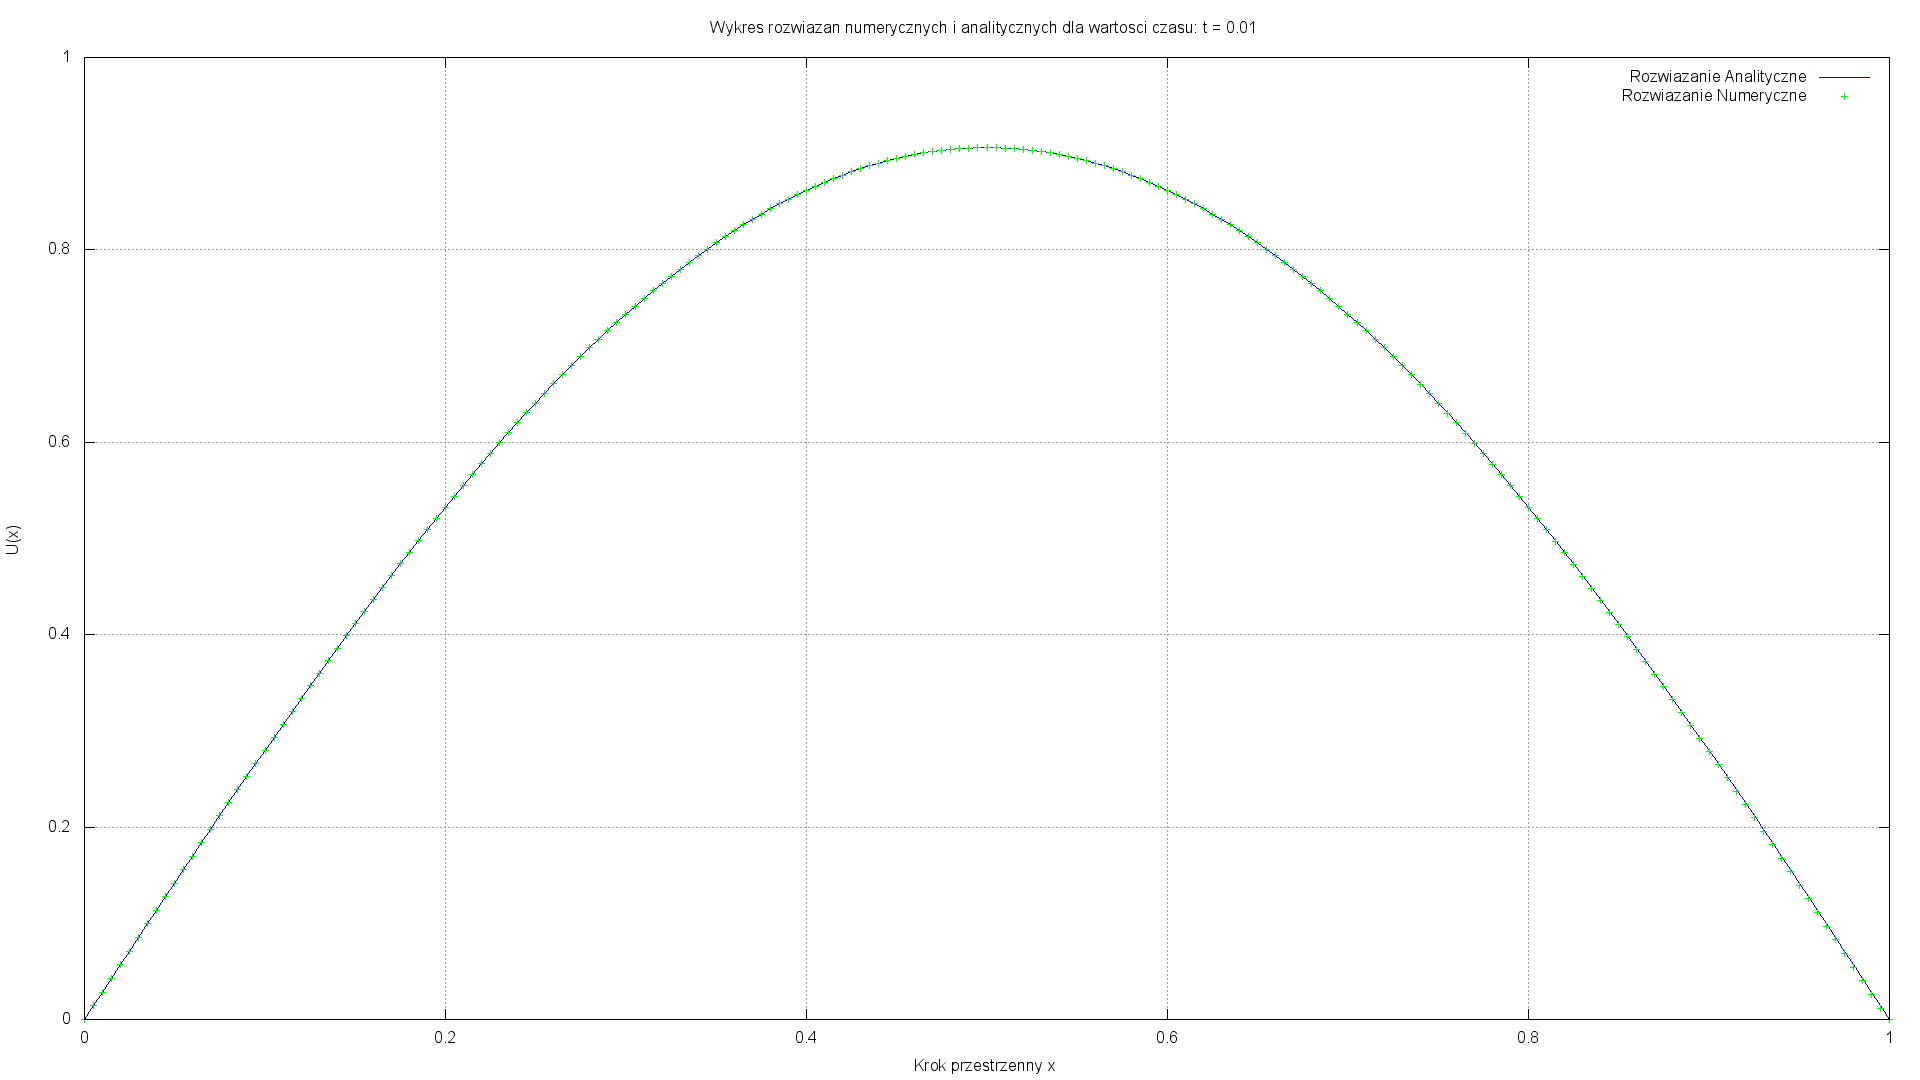 Wykres rozwiazan numerycznych i analitycznych dla wartosci czasu: t = 0.01
Rozwiazanie Analityczne
Rozwiazanie Numeryczne
1
0.8
0.6
0.4
0.2
0
U(x)
0 0.2 0.4 0.6 0.8 1
Krok przestrzenny x